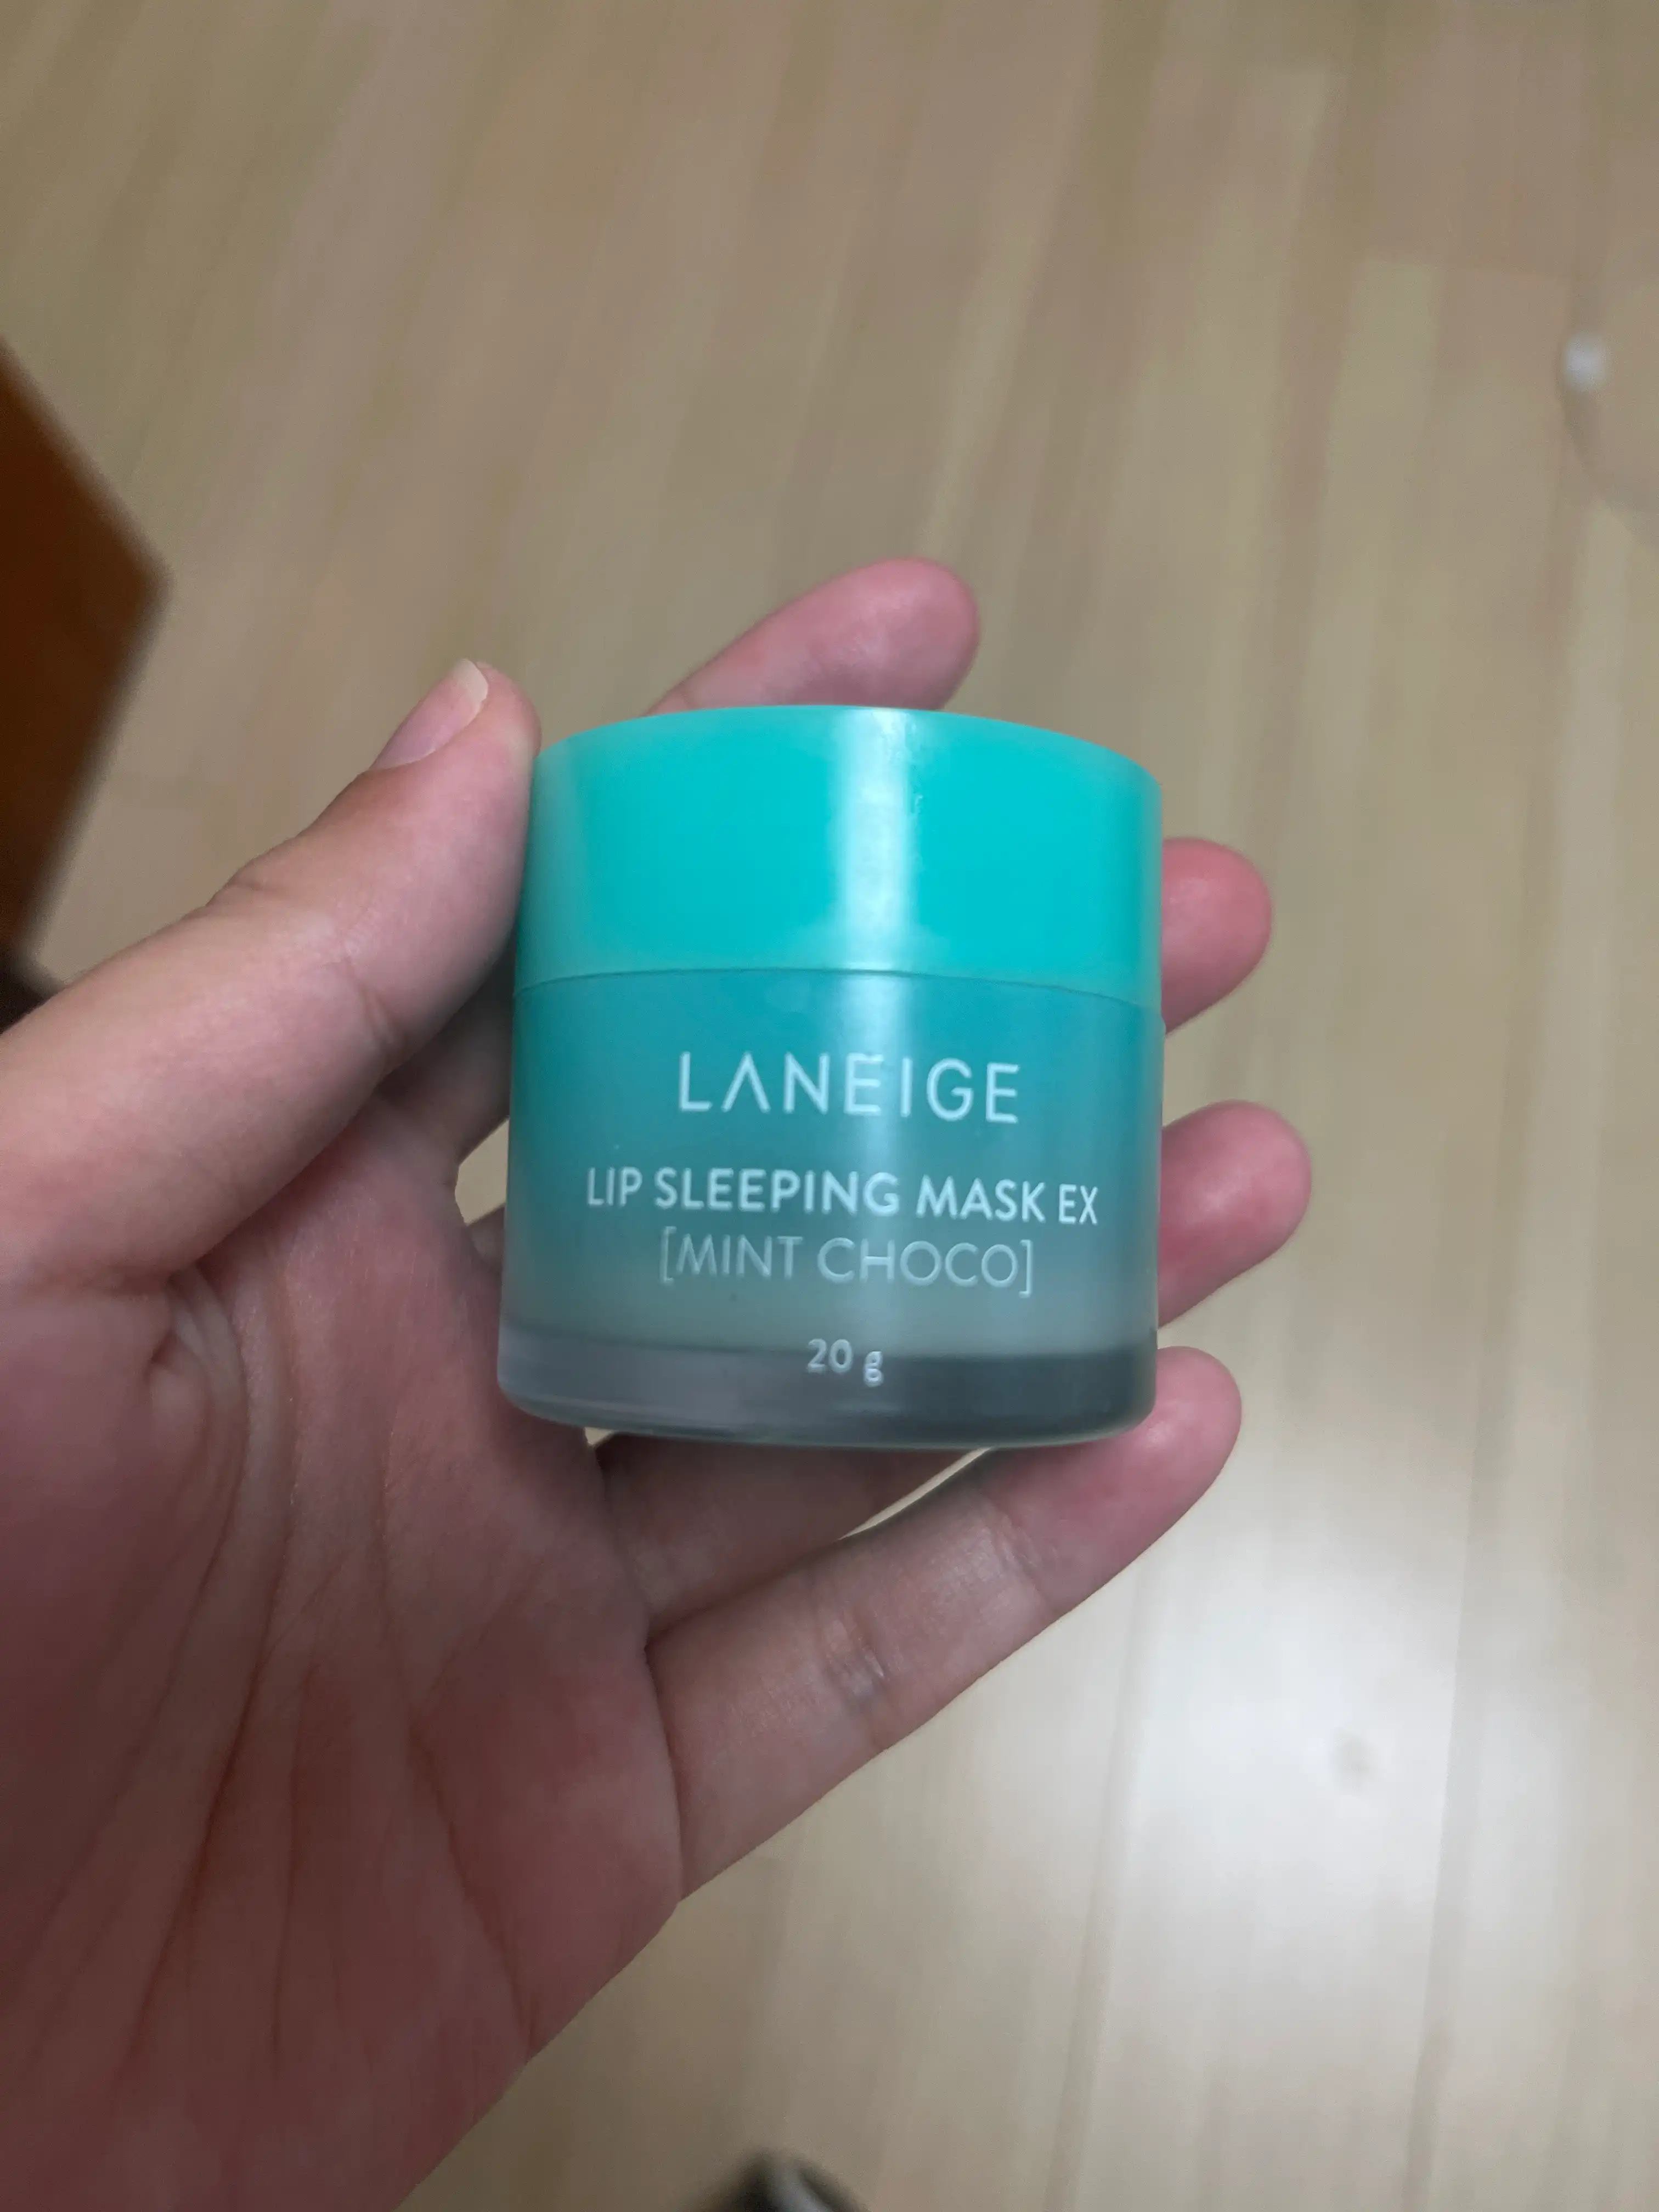 LANEIGE
LIP SLEEPING MASK EX
[MINT CHOCO]
20 g